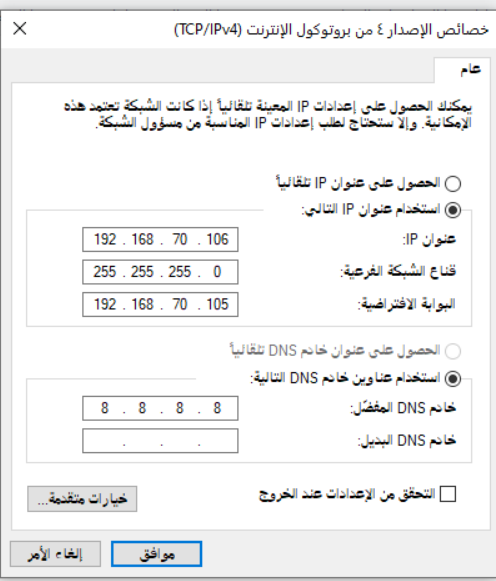 خصائص الإصدار ٤ من بروتوكول الإنترنت (TCP/IPv4)
عام
يمكنك الحصول على إعدادات IP المعينة تلقائياً إذا كانت الشبكة تعتمد هذه
الإمكانية. وإلا ستحتاج لطلب إعدادات IP المناسبة من مسؤول الشبكة.
الحصول على عنوان IP تلقائياً
استخدام عنوان IP التالي:
عنوان IP: 192 . 168 . 70 . 106
قناع الشبكة الفرعية: 255 . 255 . 255 . 0
البوابة الافتراضية: 192 . 168 . 70 . 105
الحصول على عنوان خادم DNS تلقائياً
استخدام عناوين خادم DNS التالية:
خادم DNS المفضّل: 8 . 8 . 8 . 8
خادم DNS البديل: . . .
التحقق من الإعدادات عند الخروج
خيارات متقدمة...
موافق
إلغاء الأمر